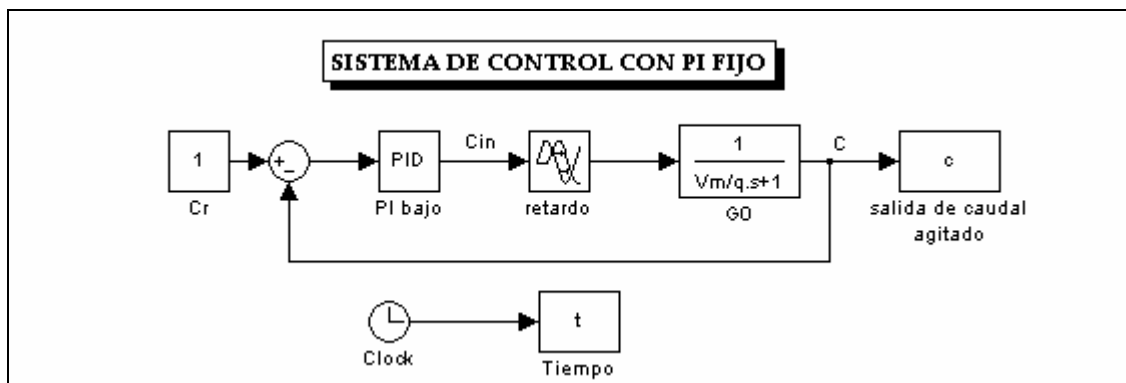 SISTEMA DE CONTROL CON PI FIJO
1
Cr
+
-
PID
PI bajo
Cin
retardo
1
Vm/q.s+1
G0
C
c
salida de caudal
agitado
Clock
t
Tiempo